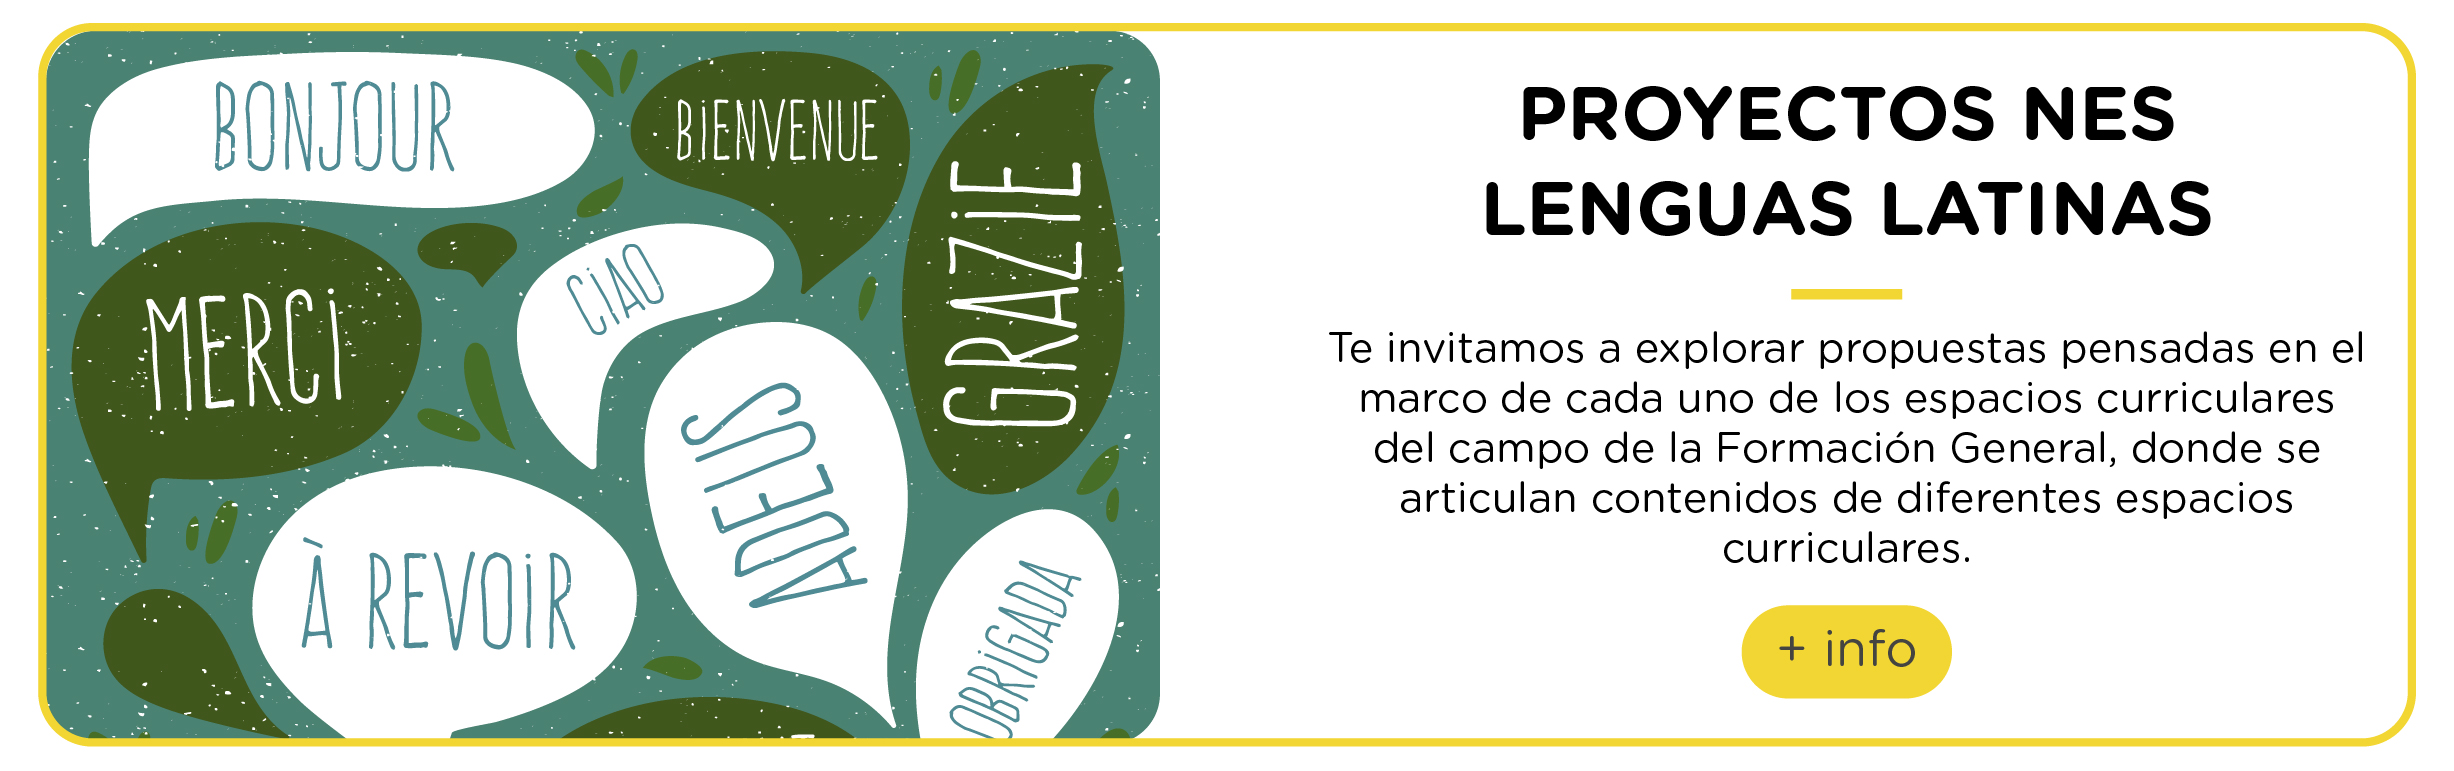 BONJOUR
BiENVENUE
GRAZiE
MERCi
CiAO
ADEUS
À REVOiR
OBRiGADA
PROYECTOS NES
LENGUAS LATINAS
Te invitamos a explorar propuestas pensadas en el
marco de cada uno de los espacios curriculares
del campo de la Formación General, donde se
articulan contenidos de diferentes espacios
curriculares.
+ info